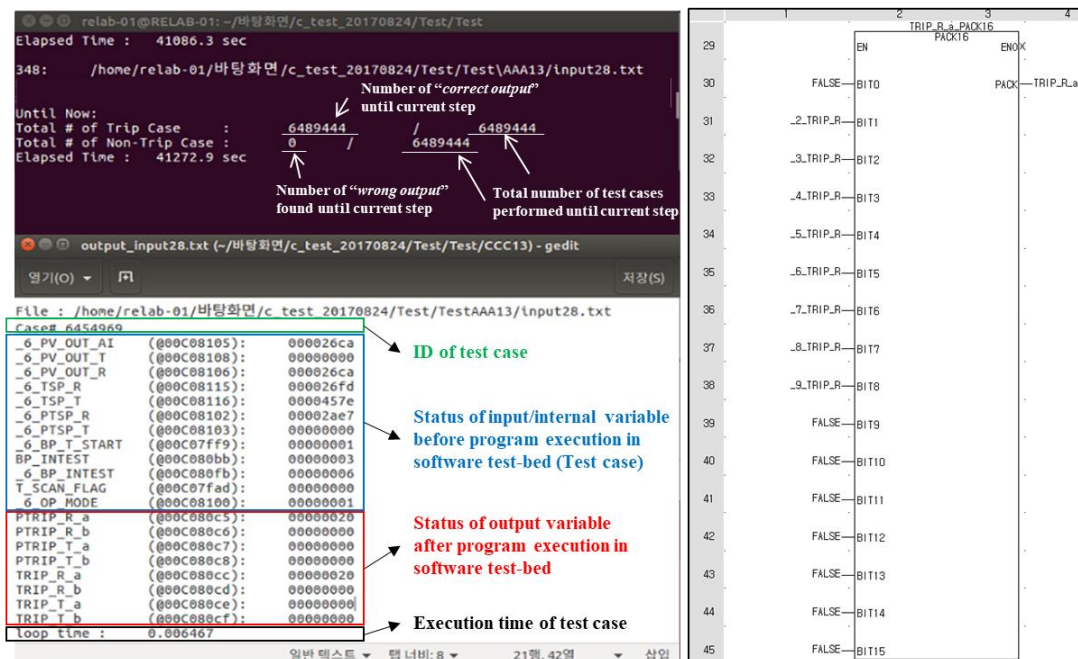 relab-01@RELAB-01: ~/바탕화면/c_test_20170824/Test/Test
Elapsed Time : 41086.3 sec
348: /home/relab-01/바탕화면/c_test_20170824/Test/Test\AAA13/input28.txt
Number of "correct output"
until current step
Until Now:
Total # of Trip Case : 6489444 / 6489444
Total # of Non-Trip Case : 0 / 6489444
Elapsed Time : 41272.9 sec
Number of "wrong output"
found until current step
Total number of test cases
performed until current step
output_input28.txt (~/바탕화면/c_test_20170824/Test/Test/CCC13) - gedit
열기(O)
저장(S)
File : /home/relab-01/바탕화면/c_test_20170824/Test/TestAAA13/input28.txt
Case# 6454969
_6_PV_OUT_AI (@00C08105): 000026ca
_6_PV_OUT_T (@00C08108): 00000000
_6_PV_OUT_R (@00C08106): 000026ca
_6_TSP_R (@00C08115): 000026fd
_6_TSP_T (@00C08116): 0000457e
_6_PTSP_R (@00C08102): 00002ae7
_6_PTSP_T (@00C08103): 00000000
_6_BP_T_START (@00C07ff9): 00000001
BP_INTEST (@00C080bb): 00000003
_6_BP_INTEST (@00C080fb): 00000006
T_SCAN_FLAG (@00C07fad): 00000000
_6_OP_MODE (@00C08100): 00000001
PTRIP_R_a (@00C080c5): 00000020
PTRIP_R_b (@00C080c6): 00000000
PTRIP_T_a (@00C080c7): 00000000
PTRIP_T_b (@00C080c8): 00000000
TRIP_R_a (@00C080cc): 00000020
TRIP_R_b (@00C080cd): 00000000
TRIP_T_a (@00C080ce): 00000000
TRIP_T_b (@00C080cf): 00000000
loop time : 0.006467
ID of test case
Status of input/internal variable
before program execution in
software test-bed (Test case)
Status of output variable
after program execution in
software test-bed
Execution time of test case
일반 텍스트 탭 너비: 8 21행, 42열 삽입
1 2 3 4
TRIP_R_a_PACK16
PACK16
29 EN ENO X
30 FALSE BIT0 PACK TRIP_R_a
31 _2_TRIP_R BIT1
32 _3_TRIP_R BIT2
33 _4_TRIP_R BIT3
34 _5_TRIP_R BIT4
35 _6_TRIP_R BIT5
36 _7_TRIP_R BIT6
37 _8_TRIP_R BIT7
38 _9_TRIP_R BIT8
39 FALSE BIT9
40 FALSE BIT10
41 FALSE BIT11
42 FALSE BIT12
43 FALSE BIT13
44 FALSE BIT14
45 FALSE BIT15